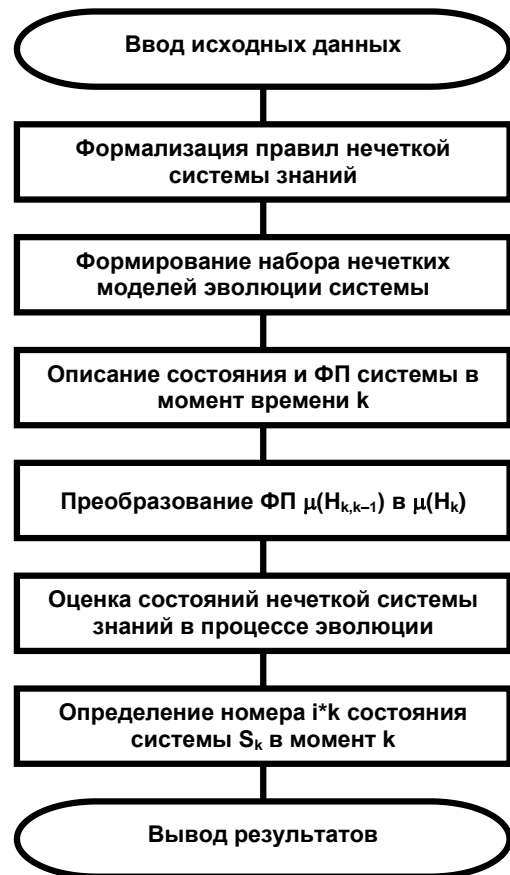 Ввод исходных данных
Формализация правил нечеткой
системы знаний
Формирование набора нечетких
моделей эволюции системы
Описание состояния и ФП системы в
момент времени k
Преобразование ФП μ(Hk,k–1) в μ(Hk)
Оценка состояний нечеткой системы
знаний в процессе эволюции
Определение номера i*k состояния
системы Sk в момент k
Вывод результатов